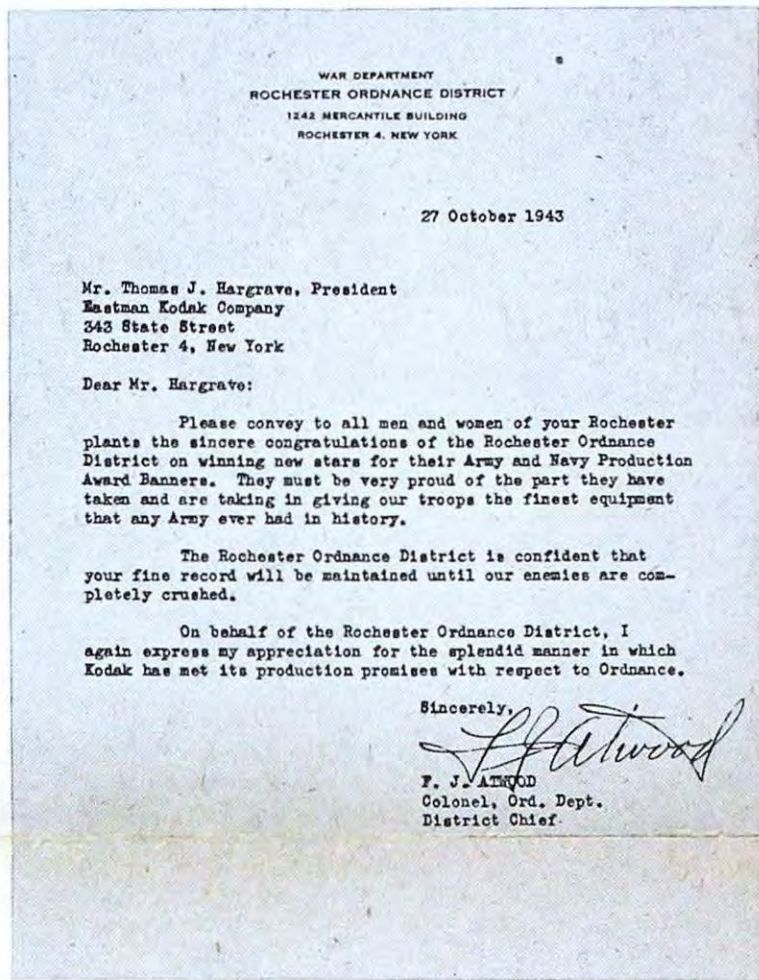 WAR DEPARTMENT
ROCHESTER ORDNANCE DISTRICT
1242 MERCANTILE BUILDING
ROCHESTER 4, NEW YORK
27 October 1943
Mr. Thomas J. Hargrave, President
Eastman Kodak Company
343 State Street
Rochester 4, New York
Dear Mr. Hargrave:
Please convey to all men and women of your Rochester
plants the sincere congratulations of the Rochester Ordnance
District on winning new stars for their Army and Navy Production
Award Banners. They must be very proud of the part they have
taken and are taking in giving our troops the finest equipment
that any Army ever had in history.
The Rochester Ordnance District is confident that
your fine record will be maintained until our enemies are com-
pletely crushed.
On behalf of the Rochester Ordnance District, I
again express my appreciation for the splendid manner in which
Kodak has met its production promises with respect to Ordnance.
Sincerely,
F J Atwood
F. J. ATWOOD
Colonel, Ord. Dept.
District Chief